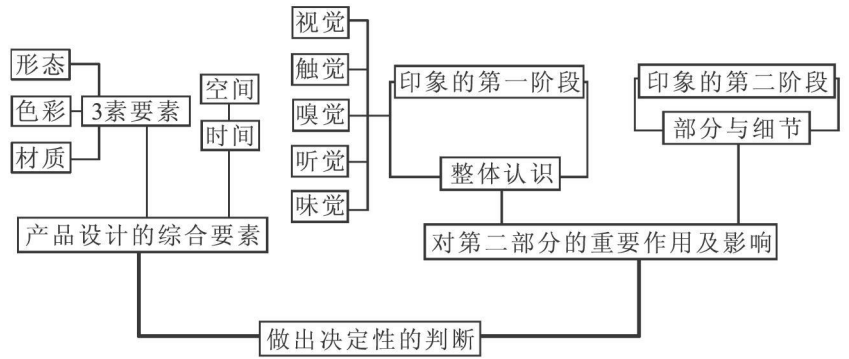 视觉
形态
触觉
印象的第一阶段
印象的第二阶段
空间
色彩
3素要素
嗅觉
时间
部分与细节
材质
听觉
整体认识
味觉
产品设计的综合要素
对第二部分的重要作用及影响
做出决定性的判断